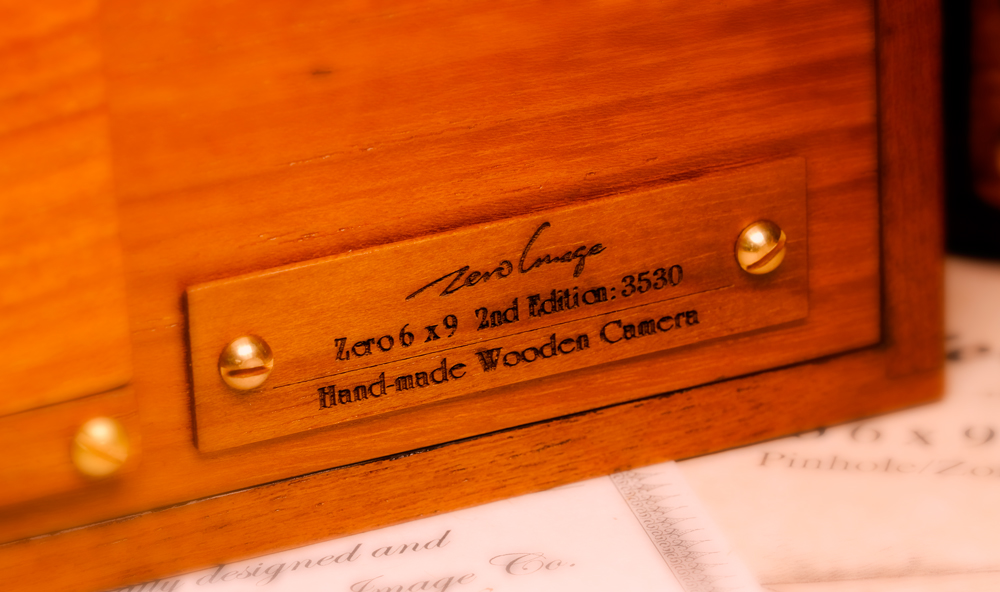 Zero Image
Zero 6 x 9 2nd Edition: 3530
Hand-made Wooden Camera
6 x 9
Pinhole/Zo
designed and
Image Co.